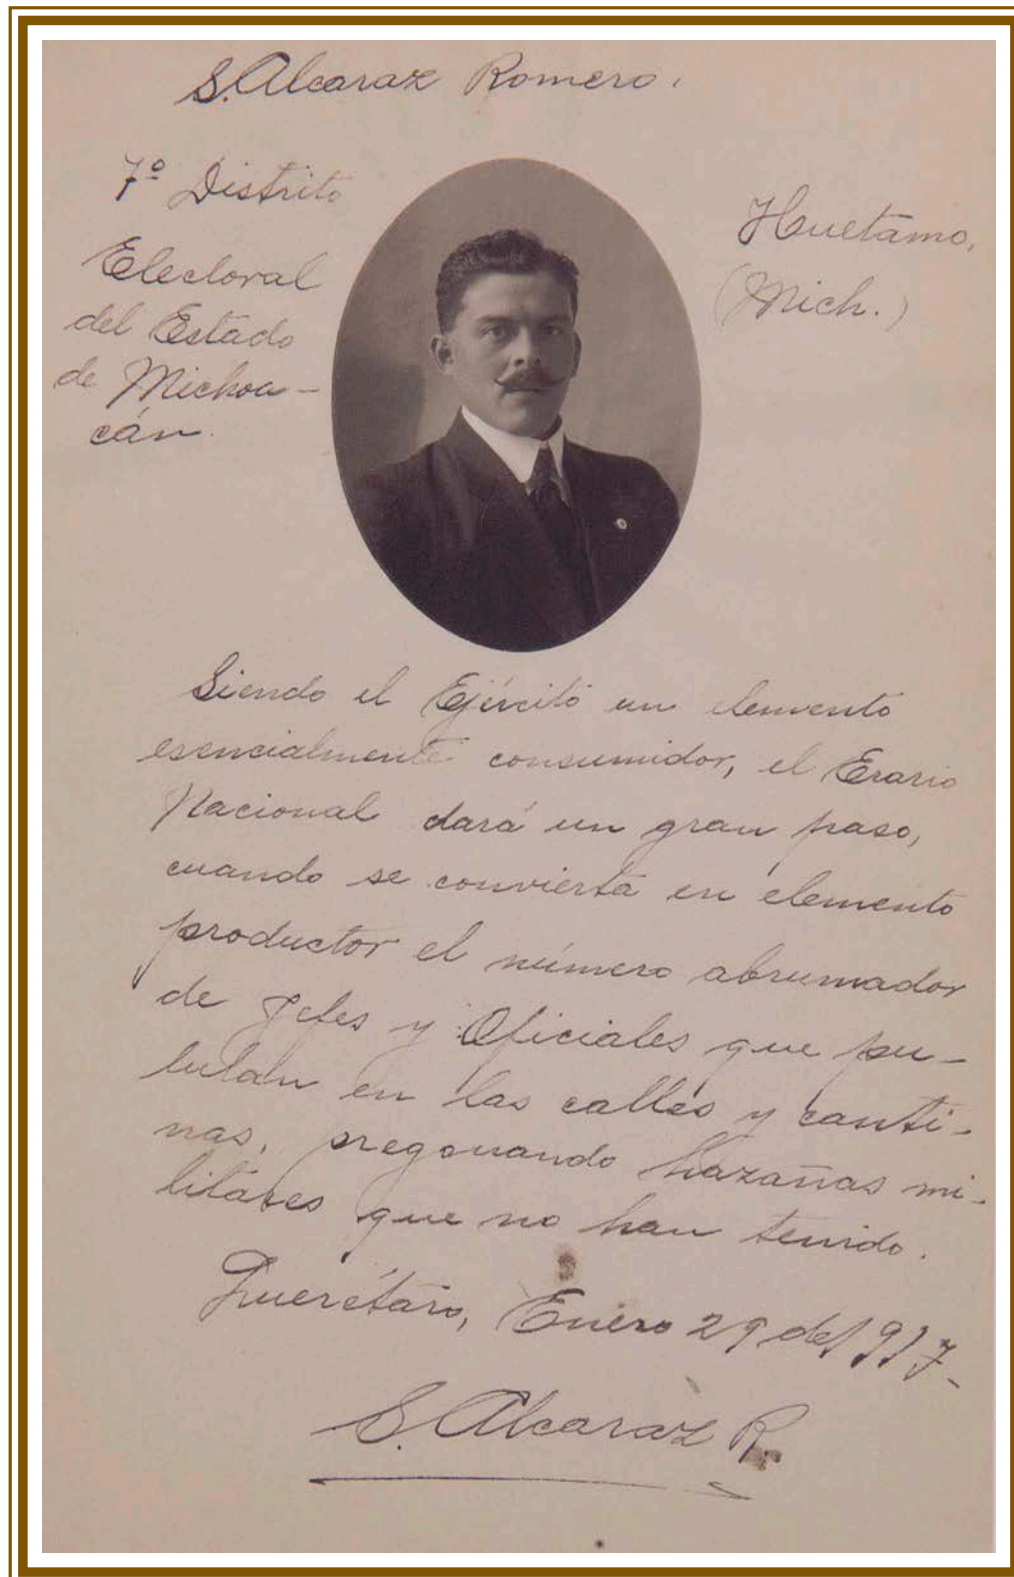 S. Alcaraz Romero.
7º Distrito
Electoral
del Estado
de Michoa-
cán.
Huetamo,
(Mich.)
Siendo el Ejército un elemento
esencialmente consumidor, el Erario
Nacional dará un gran paso,
cuando se convierta en elemento
productor el número abrumador
de Jefes y Oficiales que pu-
lulan en las calles y canti-
nas, pregonando hazañas mi-
litares que no han tenido.
Querétaro, Enero 29 de 1917-
S. Alcaraz R.